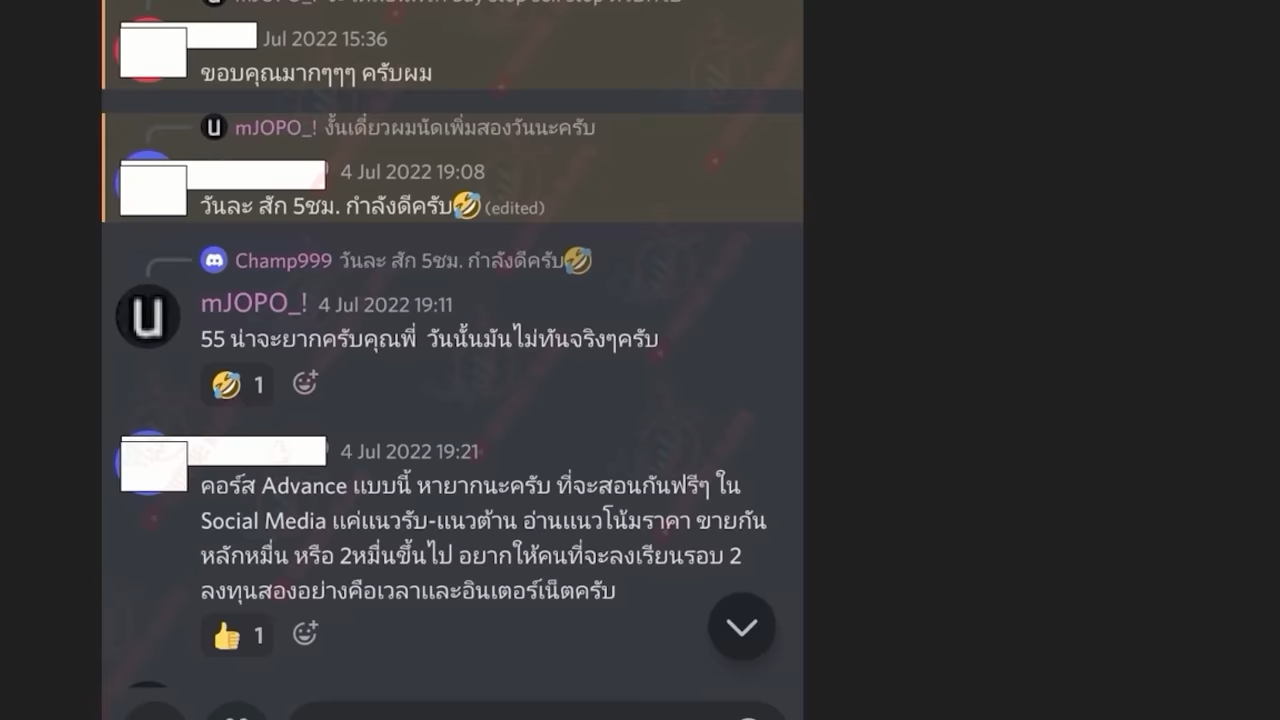 Jul 2022 15:36
ขอบคุณมากๆๆๆ ครับผม
mJOPO_! งั้นเดี๋ยวผมนัดเพิ่มสองวันนะครับ
4 Jul 2022 19:08
วันละ สัก 5ชม. กำลังดีครับ🤣 (edited)
Champ999 วันละ สัก 5ชม. กำลังดีครับ🤣
mJOPO_! 4 Jul 2022 19:11
55 น่าจะยากครับคุณพี่ วันนั้นมันไม่ทันจริงๆครับ
🤣 1
4 Jul 2022 19:21
คอร์ส Advance แบบนี้ หายากนะครับ ที่จะสอนกันฟรีๆ ใน
Social Media แค่แนวรับ-แนวต้าน อ่านแนวโน้มราคา ขายกัน
หลักหมื่น หรือ 2หมื่นขึ้นไป อยากให้คนที่จะลงเรียนรอบ 2
ลงทุนสองอย่างคือเวลาและอินเตอร์เน็ตครับ
👍 1